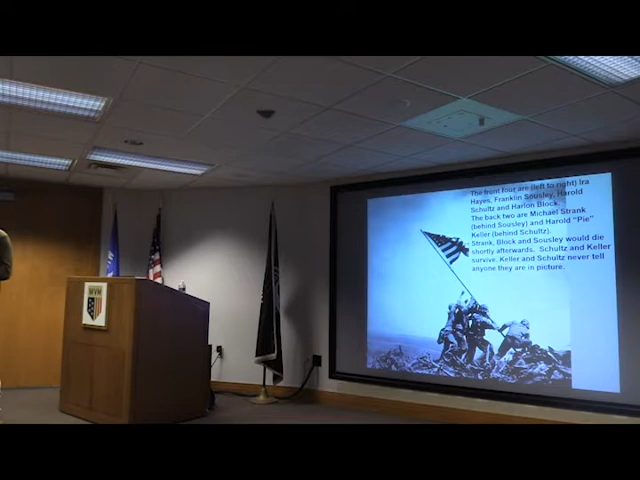 The front four are (left to right) Ira
Hayes, Franklin Sousley, Harold
Schultz and Harlon Block.
The back two are Michael Strank
(behind Sousley) and Harold "Pie"
Keller (behind Schultz).
Strank, Block and Sousley would die
shortly afterwards. Schultz and Keller
survive. Keller and Schultz never tell
anyone they are in picture.
MVM